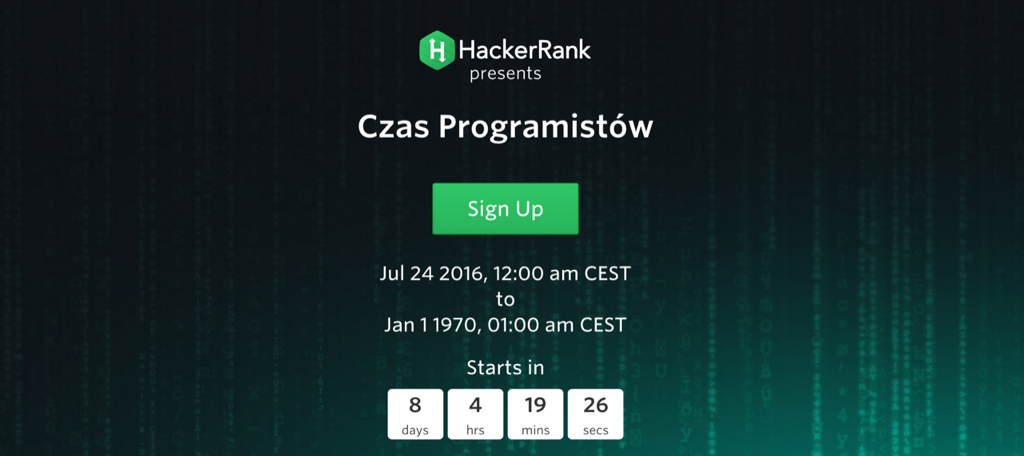 HackerRank
presents
Czas Programistów
Sign Up
Jul 24 2016, 12:00 am CEST
to
Jan 1 1970, 01:00 am CEST
Starts in
8 4 19 26
days hrs mins secs